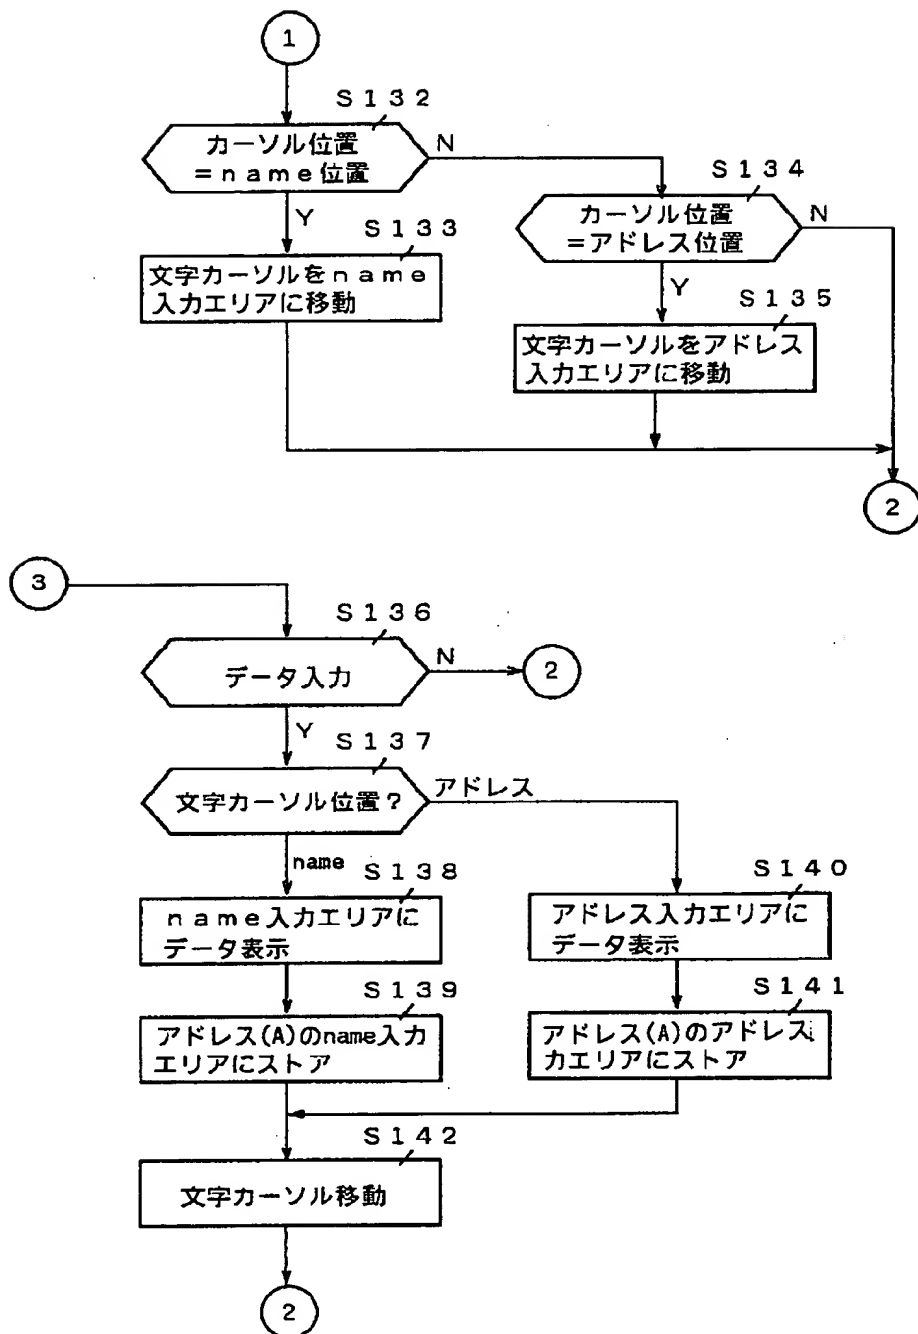 1
S132
カーソル位置
=name位置
N
Y
S133
文字カーソルをname
入力エリアに移動
S134
カーソル位置
=アドレス位置
N
Y
S135
文字カーソルをアドレス
入力エリアに移動
2
3
S136
データ入力
N
2
Y
S137
文字カーソル位置?
アドレス
name
S138
name入力エリアに
データ表示
S139
アドレス(A)のname入力
エリアにストア
S140
アドレス入力エリアに
データ表示
S141
アドレス(A)のアドレス
力エリアにストア
S142
文字カーソル移動
2